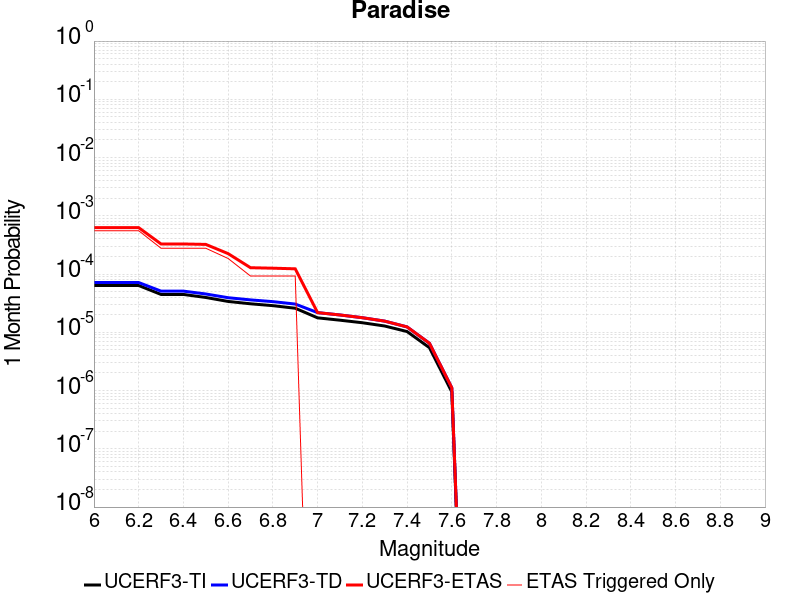 Paradise
10^0
10^-1
10^-2
10^-3
10^-4
10^-5
10^-6
10^-7
10^-8
1 Month Probability
6 6.2 6.4 6.6 6.8 7 7.2 7.4 7.6 7.8 8 8.2 8.4 8.6 8.8 9
Magnitude
UCERF3-TI UCERF3-TD UCERF3-ETAS ETAS Triggered Only